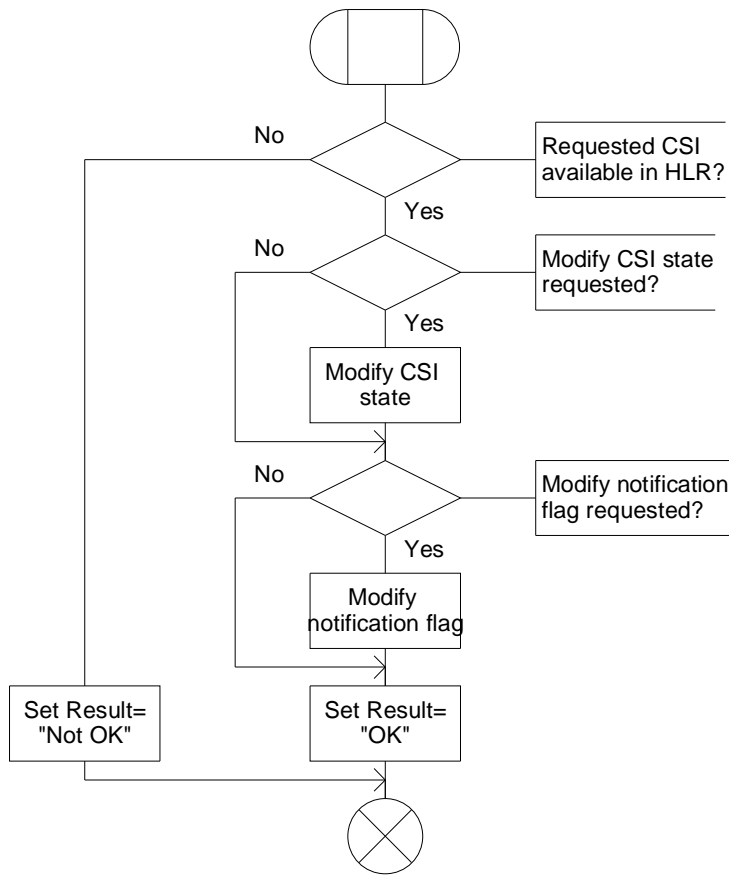 No
Requested CSI
available in HLR?
Yes
No
Modify CSI state
requested?
Yes
Modify CSI
state
No
Modify notification
flag requested?
Yes
Modify
notification flag
Set Result=
"Not OK"
Set Result=
"OK"